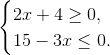 2x + 4 ≥ 0,
15 − 3x ≤ 0.